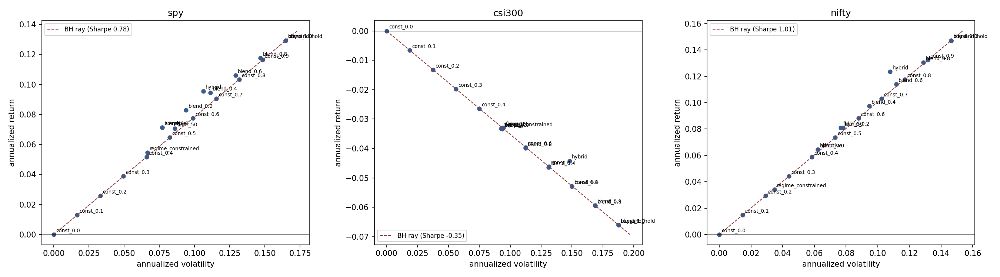 spy
BH ray (Sharpe 0.78)
annualized return
0.14
0.12
0.10
0.08
0.06
0.04
0.02
0.00
buyandhold
blend_0.8
const_0.9
blend_0.6
const_0.8
hybrid
blend_0.4
const_0.7
blend_0.2
const_0.6
const_0.5
regime_constrained
const_0.4
const_0.3
const_0.2
const_0.1
const_0.0
0.000
0.025
0.050
0.075
0.100
0.125
0.150
0.175
annualized volatility
csi300
annualized return
0.00
−0.01
−0.02
−0.03
−0.04
−0.05
−0.06
−0.07
const_0.0
const_0.1
const_0.2
const_0.3
const_0.4
hybrid
BH ray (Sharpe -0.35)
0.000
0.025
0.050
0.075
0.100
0.125
0.150
0.175
0.200
annualized volatility
nifty
BH ray (Sharpe 1.01)
annualized return
0.16
0.14
0.12
0.10
0.08
0.06
0.04
0.02
0.00
const_0.9
blend_0.8
hybrid
const_0.8
blend_0.6
const_0.7
blend_0.4
const_0.6
const_0.5
const_0.4
const_0.3
regime_constrained
const_0.2
const_0.1
const_0.0
0.00
0.02
0.04
0.06
0.08
0.10
0.12
0.14
0.16
annualized volatility